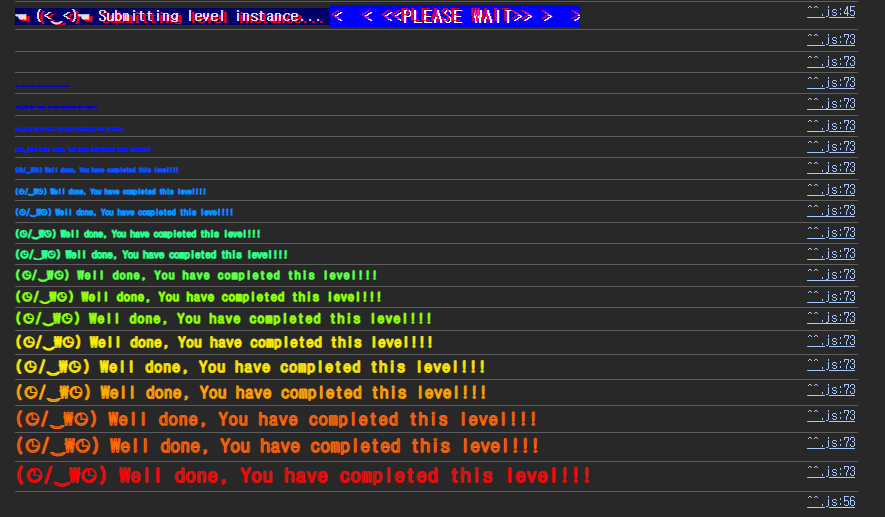 ☚ (<‿<)☚ Submitting level instance... <  < <<PLEASE WAIT>> >  > ^^.js:45
^^.js:73
^^.js:73
^^.js:73
^^.js:73
^^.js:73
^^.js:73
(◷/‿₩◷) Well done, You have completed this level!!! ^^.js:73
(◷/‿₩◷) Well done, You have completed this level!!! ^^.js:73
(◷/‿₩◷) Well done, You have completed this level!!! ^^.js:73
(◷/‿₩◷) Well done, You have completed this level!!! ^^.js:73
(◷/‿₩◷) Well done, You have completed this level!!! ^^.js:73
(◷/‿₩◷) Well done, You have completed this level!!! ^^.js:73
(◷/‿₩◷) Well done, You have completed this level!!! ^^.js:73
(◷/‿₩◷) Well done, You have completed this level!!! ^^.js:73
(◷/‿₩◷) Well done, You have completed this level!!! ^^.js:73
(◷/‿₩◷) Well done, You have completed this level!!! ^^.js:73
(◷/‿₩◷) Well done, You have completed this level!!! ^^.js:73
(◷/‿₩◷) Well done, You have completed this level!!! ^^.js:73
(◷/‿₩◷) Well done, You have completed this level!!! ^^.js:73
(◷/‿₩◷) Well done, You have completed this level!!! ^^.js:73
^^.js:56